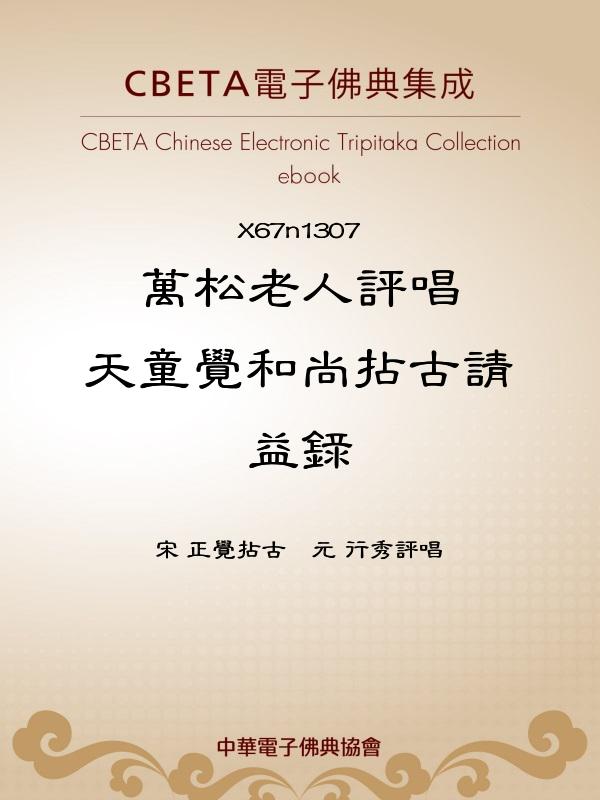 CBETA電子佛典集成
CBETA Chinese Electronic Tripitaka Collection
ebook
X67n1307
萬松老人評唱
天童覺和尚拈古請
益錄
宋 正覺拈古　元 行秀評唱
中華電子佛典協會